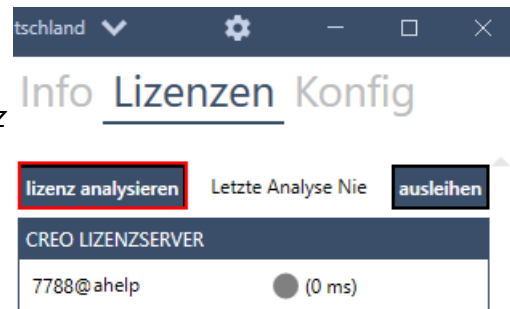 tschland
Info Lizenzen Konfig
z
lizenz analysieren Letzte Analyse Nie ausleihen
CREO LIZENZSERVER
7788@ahelp (0 ms)